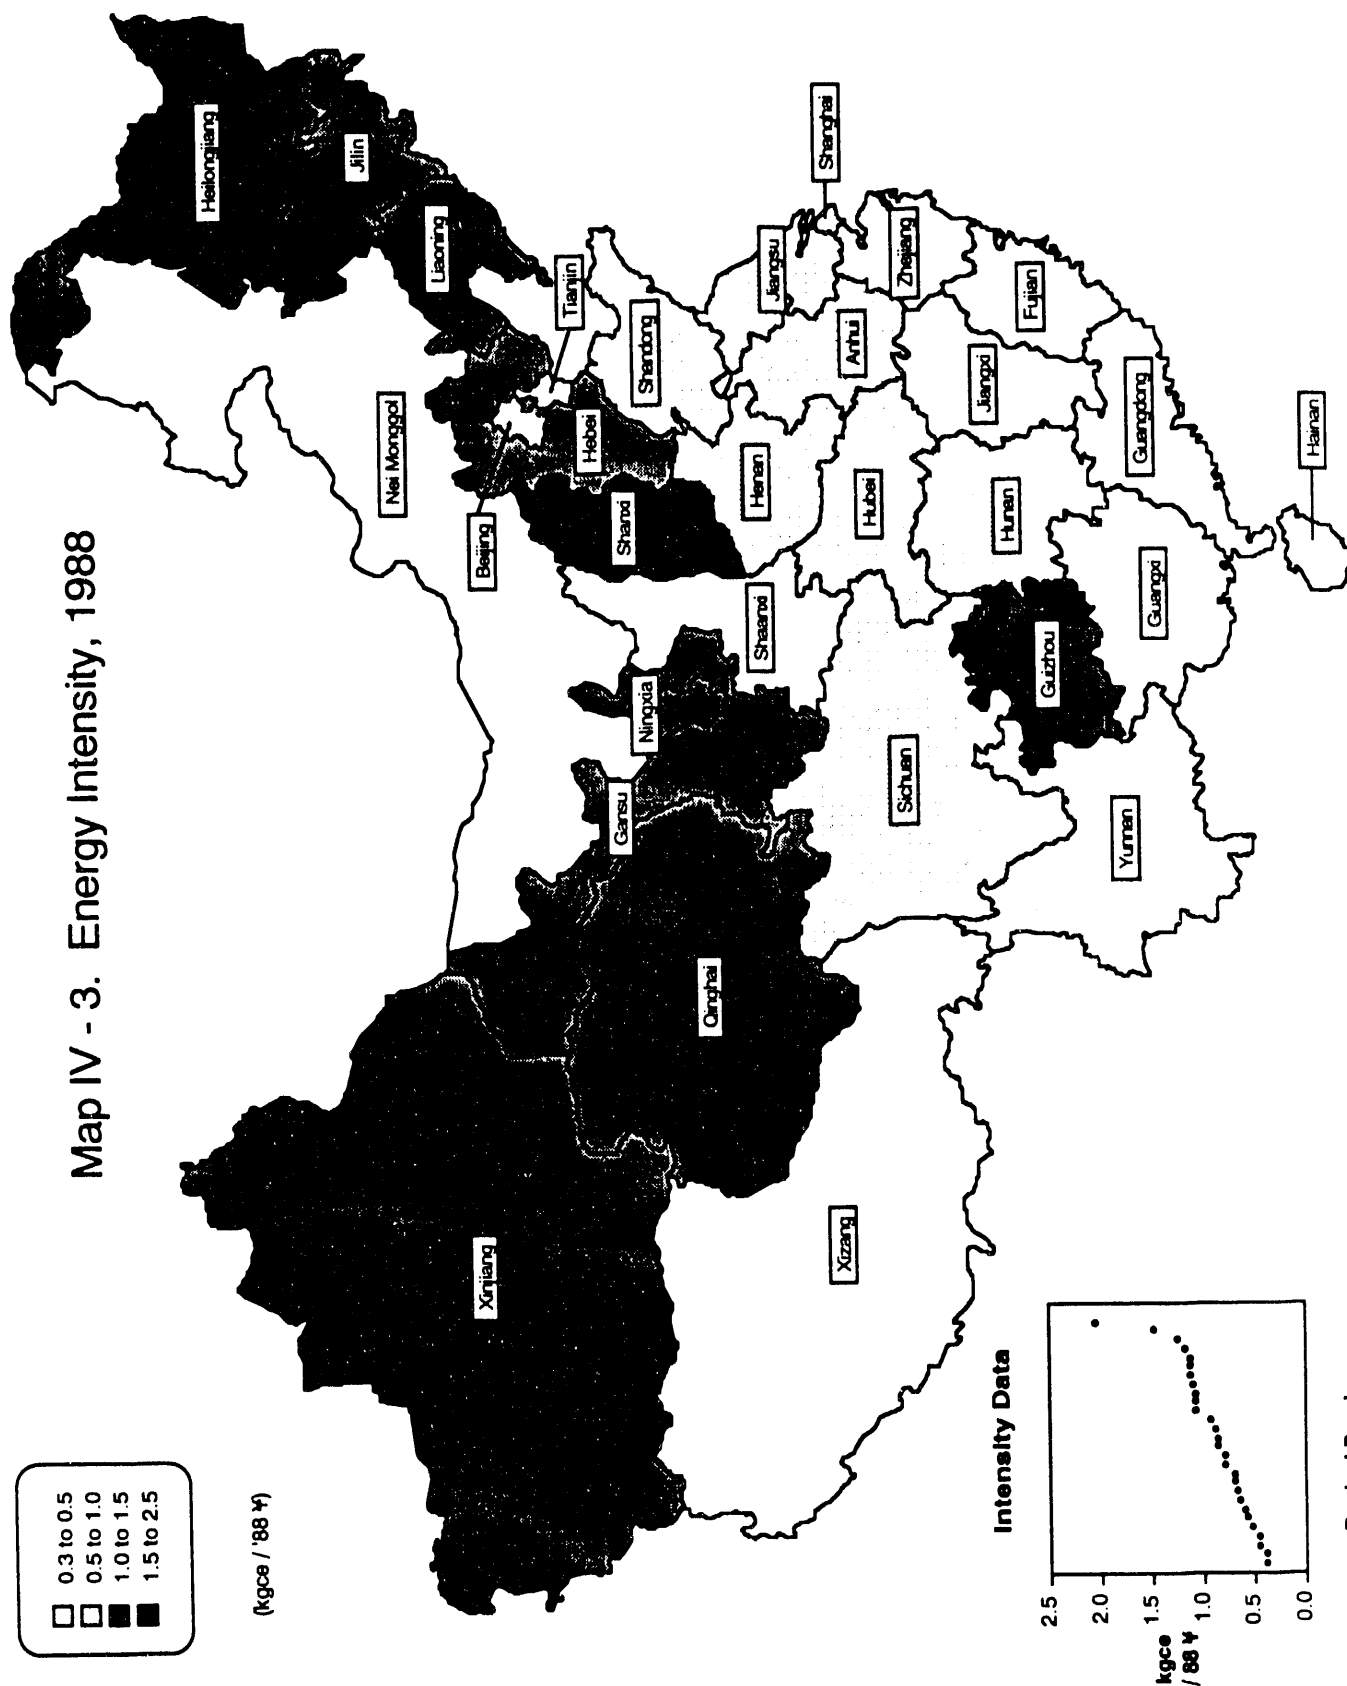 Map IV - 3. Energy Intensity, 1988
0.3 to 0.5
0.5 to 1.0
1.0 to 1.5
1.5 to 2.5
(kgce / '88 ¥)
Heilongjiang
Jilin
Liaoning
Nei Monggol
Beijing
Tianjin
Hebei
Shanxi
Shandong
Xinjiang
Gansu
Ningxia
Qinghai
Shaanxi
Henan
Jiangsu
Shanghai
Anhui
Zhejiang
Hubei
Sichuan
Xizang
Jiangxi
Fujian
Hunan
Guizhou
Yunnan
Guangxi
Guangdong
Hainan
Intensity Data
2.5
2.0
1.5
1.0
0.5
0.0
kgce
/ 88 ¥